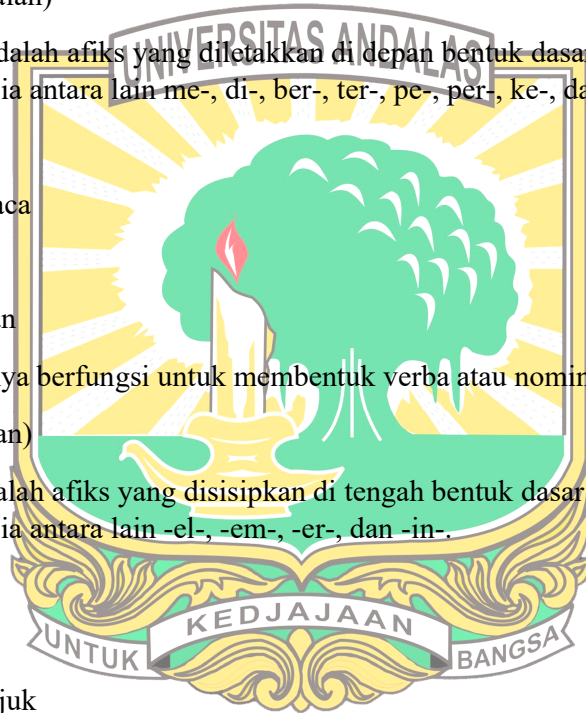 alah)
UNIVERSITAS ANDALAS
dalah afiks yang diletakkan di depan bentuk dasar
ia antara lain me-, di-, ber-, ter-, pe-, per-, ke-, da
aca
an
ya berfungsi untuk membentuk verba atau nomin
an)
alah afiks yang disisipkan di tengah bentuk dasar
ia antara lain -el-, -em-, -er-, dan -in-.
UNTUK KEDJAJAAN BANGSA
juk